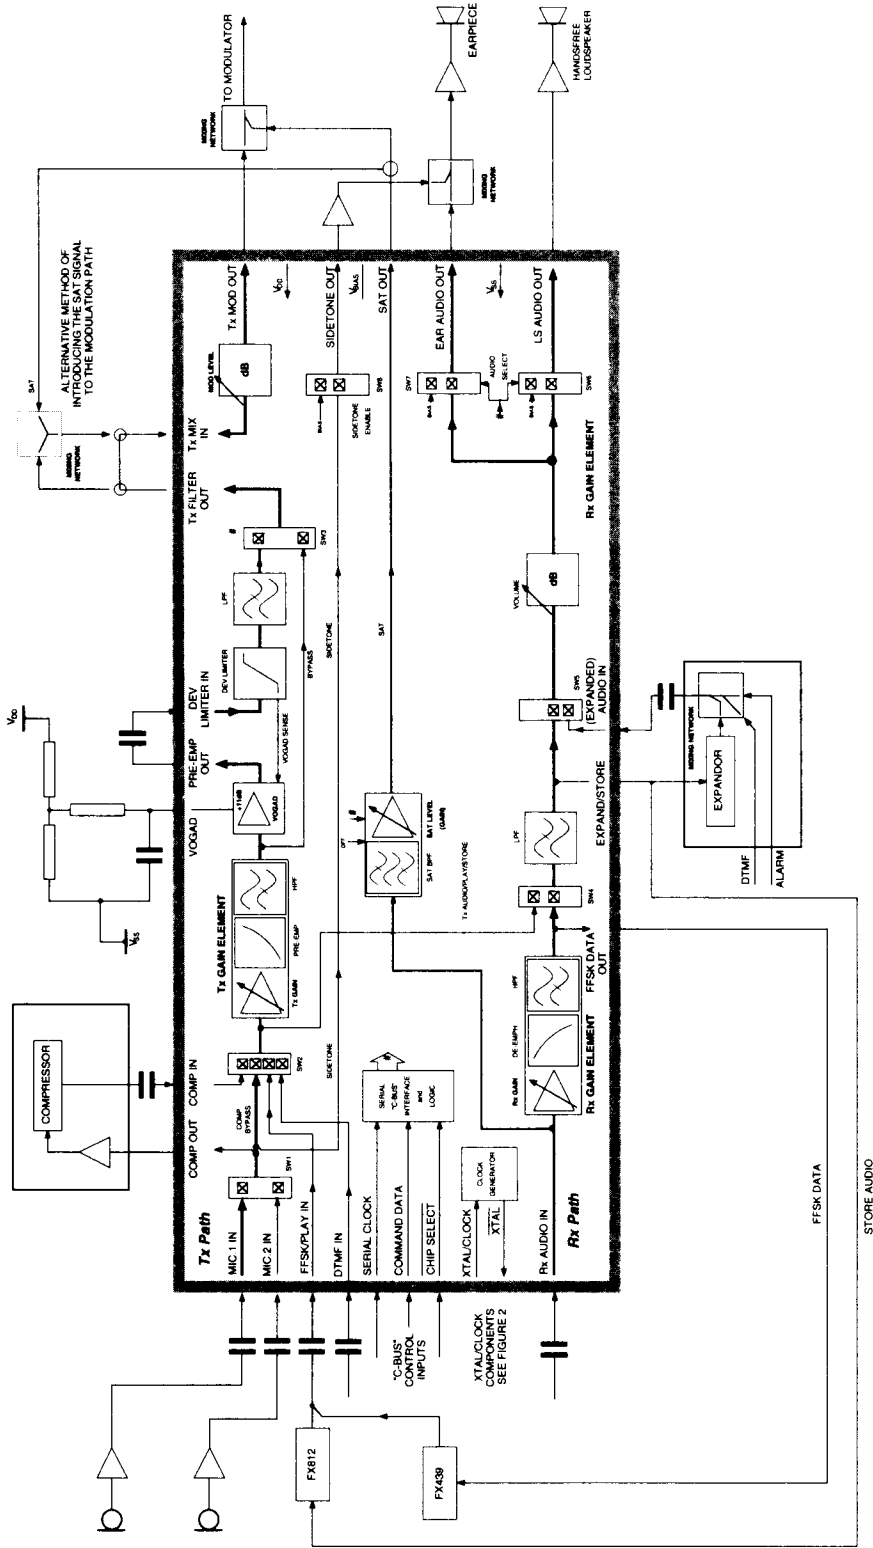 TO MODULATOR
MIXING
NETWORK
SAT
ALTERNATIVE METHOD OF
INTRODUCING THE SAT SIGNAL
TO THE MODULATION PATH
MIXING
NETWORK
EARPIECE
MIXING
NETWORK
HANDSFREE
LOUDSPEAKER
VDD
VSS
COMPRESSOR
Tx Path
MIC.1 IN
MIC.2 IN
FFSK/PLAY IN
DTMF IN
SERIAL CLOCK
COMMAND DATA
CHIP SELECT
XTAL/CLOCK
XTAL
Rx AUDIO IN
Rx Path
COMP OUT
COMP IN
VOGAD
PRE-EMP
OUT
DEV
LIMITER IN
Tx FILTER
OUT
Tx MIX
IN
Tx MOD OUT
VDD
SIDETONE OUT
VBIAS
SAT OUT
EAR AUDIO OUT
VSS
LS AUDIO OUT
SW1
COMP
BYPASS
SW2
Tx GAIN ELEMENT
Tx GAIN
PRE-EMP
HPF
+11dB
VOGAD
VOGAD SENSE
DEV LIMITER
LPF
BYPASS
#
SW3
MOD LEVEL
dB
SIDETONE
SIDETONE
BIAS
SIDETONE
ENABLE
SW8
SERIAL
"C-BUS"
INTERFACE
and
LOGIC
#
CLOCK
GENERATOR
SAT BPF
SAT LEVEL
(GAIN)
#
SAT
Tx AUDIO/PLAY/STORE
Rx GAIN
DE-EMPH
HPF
Rx GAIN ELEMENT
FFSK DATA
OUT
SW4
LPF
EXPAND/STORE
SW5
(EXPANDED)
AUDIO IN
VOLUME
dB
Rx GAIN ELEMENT
SW7
BIAS
AUDIO
SELECT
#
BIAS
SW6
"C-BUS"
CONTROL
INPUTS
XTAL/CLOCK
COMPONENTS
SEE FIGURE 2
FX812
FX439
MIXING NETWORK
EXPANDOR
DTMF
ALARM
FFSK DATA
STORE AUDIO